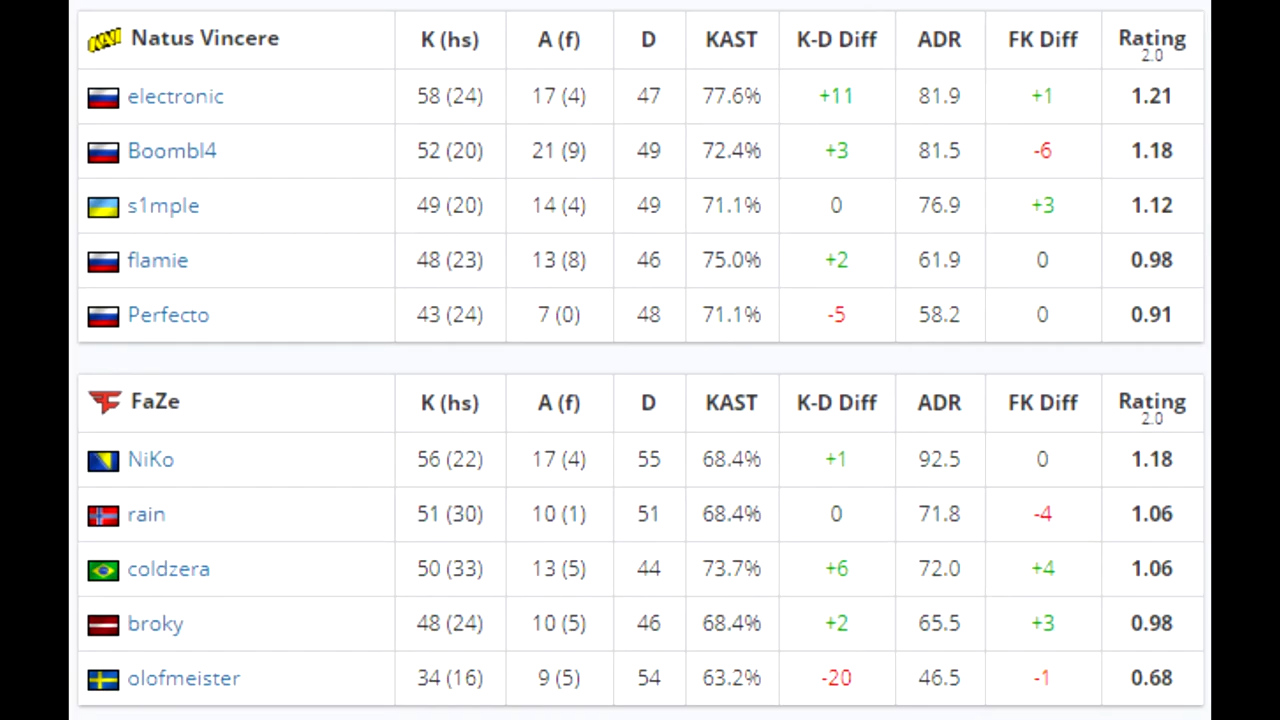 Natus Vincere K (hs) A (f) D KAST K-D Diff ADR FK Diff Rating 2.0
electronic 58 (24) 17 (4) 47 77.6% +11 81.9 +1 1.21
Boombl4 52 (20) 21 (9) 49 72.4% +3 81.5 -6 1.18
s1mple 49 (20) 14 (4) 49 71.1% 0 76.9 +3 1.12
flamie 48 (23) 13 (8) 46 75.0% +2 61.9 0 0.98
Perfecto 43 (24) 7 (0) 48 71.1% -5 58.2 0 0.91
FaZe K (hs) A (f) D KAST K-D Diff ADR FK Diff Rating 2.0
NiKo 56 (22) 17 (4) 55 68.4% +1 92.5 0 1.18
rain 51 (30) 10 (1) 51 68.4% 0 71.8 -4 1.06
coldzera 50 (33) 13 (5) 44 73.7% +6 72.0 +4 1.06
broky 48 (24) 10 (5) 46 68.4% +2 65.5 +3 0.98
olofmeister 34 (16) 9 (5) 54 63.2% -20 46.5 -1 0.68